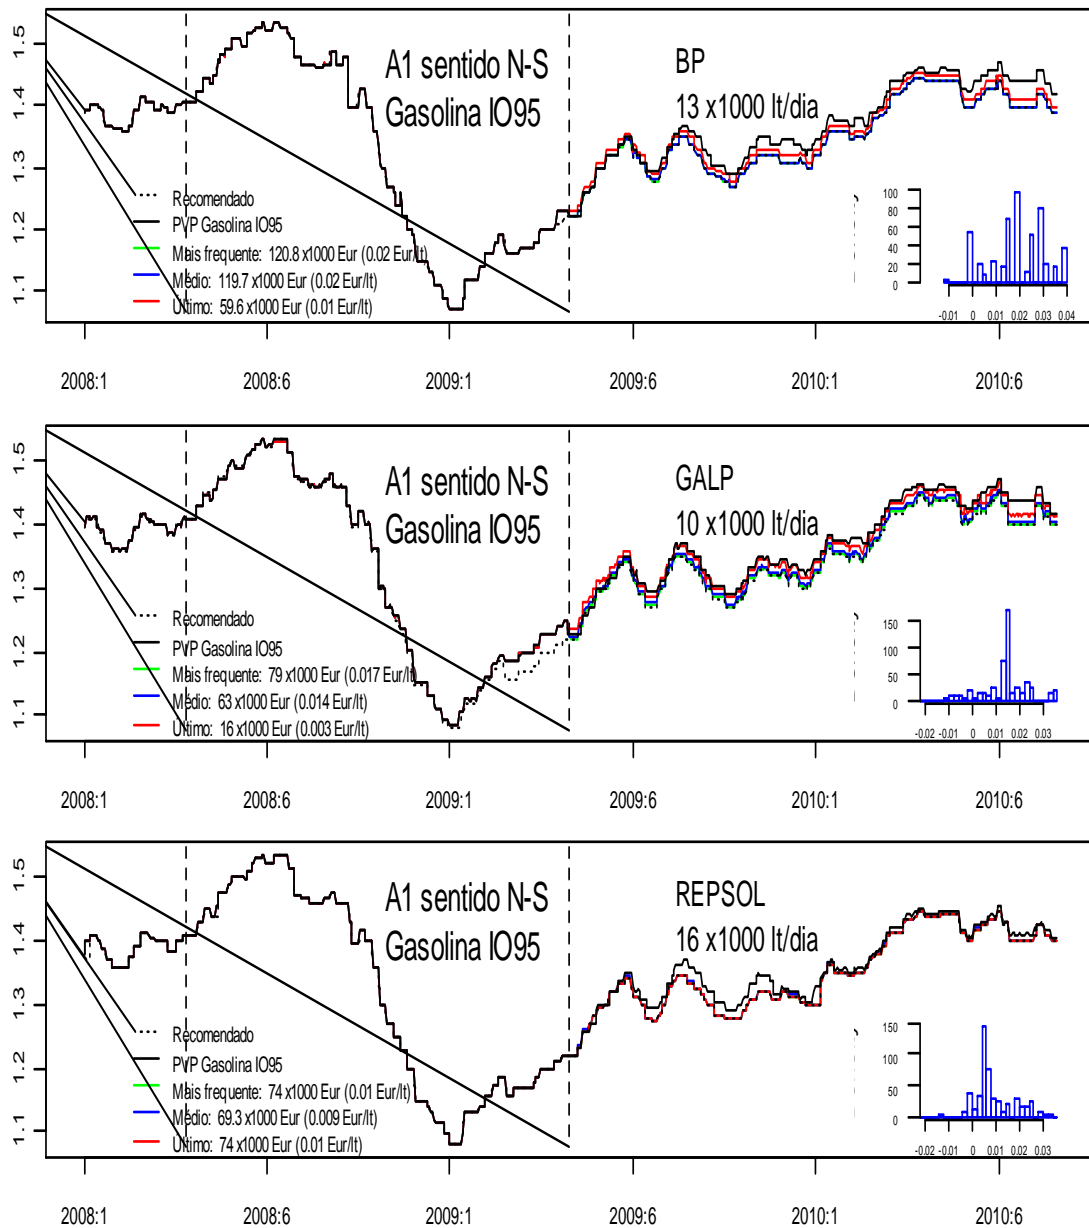 A1 sentido N-S
Gasolina IO95
BP
13 x1000 lt/dia
1.5
1.4
1.3
1.2
1.1
Recomendado
PVP Gasolina IO95
Mais frequente: 120.8 x1000 Eur (0.02 Eur/lt)
Médio: 119.7 x1000 Eur (0.02 Eur/lt)
Último: 59.6 x1000 Eur (0.01 Eur/lt)
100
80
60
40
20
0
-0.01 0 0.01 0.02 0.03 0.04
2008:1 2008:6 2009:1 2009:6 2010:1 2010:6
A1 sentido N-S
Gasolina IO95
GALP
10 x1000 lt/dia
1.5
1.4
1.3
1.2
1.1
Recomendado
PVP Gasolina IO95
Mais frequente: 79 x1000 Eur (0.017 Eur/lt)
Médio: 63 x1000 Eur (0.014 Eur/lt)
Último: 16 x1000 Eur (0.003 Eur/lt)
150
100
50
0
-0.02 -0.01 0 0.01 0.02 0.03
2008:1 2008:6 2009:1 2009:6 2010:1 2010:6
A1 sentido N-S
Gasolina IO95
REPSOL
16 x1000 lt/dia
1.5
1.4
1.3
1.2
1.1
Recomendado
PVP Gasolina IO95
Mais frequente: 74 x1000 Eur (0.01 Eur/lt)
Médio: 69.3 x1000 Eur (0.009 Eur/lt)
Último: 74 x1000 Eur (0.01 Eur/lt)
150
100
50
0
-0.02 -0.01 0 0.01 0.02 0.03
2008:1 2008:6 2009:1 2009:6 2010:1 2010:6